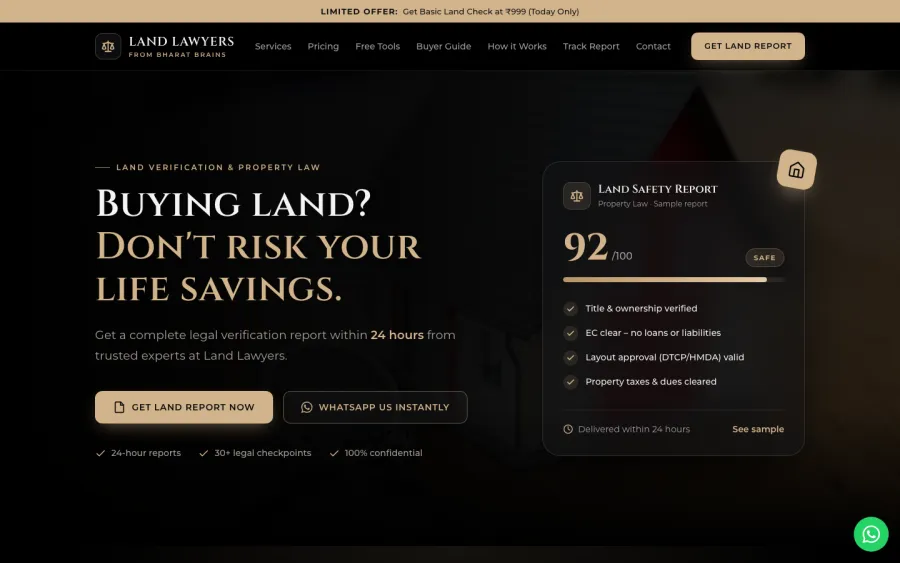 LIMITED OFFER: Get Basic Land Check at ₹999 (Today Only)
LAND LAWYERS
FROM BHARAT BRAINS
Services Pricing Free Tools Buyer Guide How it Works Track Report Contact GET LAND REPORT
LAND VERIFICATION & PROPERTY LAW
Buying land?
Don't risk your
life savings.
Get a complete legal verification report within 24 hours from
trusted experts at Land Lawyers.
GET LAND REPORT NOW WHATSAPP US INSTANTLY
24-hour reports 30+ legal checkpoints 100% confidential
Land Safety Report
Property Law · Sample report
92 /100 SAFE
Title & ownership verified
EC clear – no loans or liabilities
Layout approval (DTCP/HMDA) valid
Property taxes & dues cleared
Delivered within 24 hours See sample